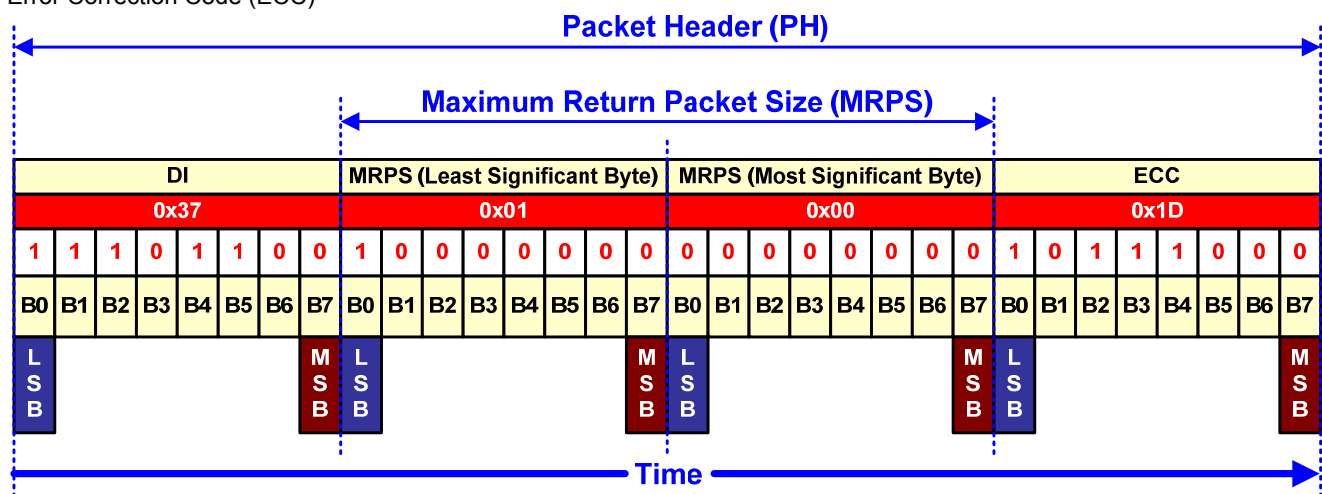 Error Correction Code (ECC)
Packet Header (PH)
Maximum Return Packet Size (MRPS)
DI MRPS (Least Significant Byte) MRPS (Most Significant Byte) ECC
0x37 0x01 0x00 0x1D
1 1 1 0 1 1 0 0 1 0 0 0 0 0 0 0 0 0 0 0 0 0 0 0 1 0 1 1 1 0 0 0
B0 B1 B2 B3 B4 B5 B6 B7 B0 B1 B2 B3 B4 B5 B6 B7 B0 B1 B2 B3 B4 B5 B6 B7 B0 B1 B2 B3 B4 B5 B6 B7
L M L M L M L M
S S S S S S S S
B B B B B B B B
Time